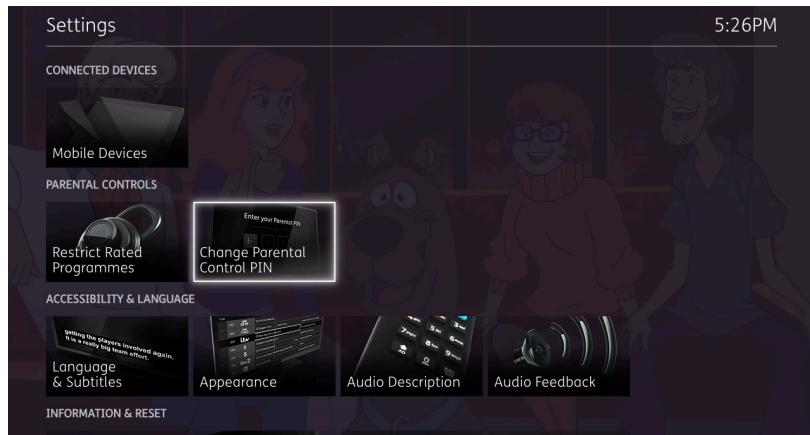 Settings
5:26PM
CONNECTED DEVICES
Mobile Devices
PARENTAL CONTROLS
Enter your Parental PIN
Restrict Rated
Programmes
Change Parental
Control PIN
ACCESSIBILITY & LANGUAGE
getting the players involved again.
It is a really big team effort.
Language
& Subtitles
Appearance
Audio Description
Audio Feedback
INFORMATION & RESET